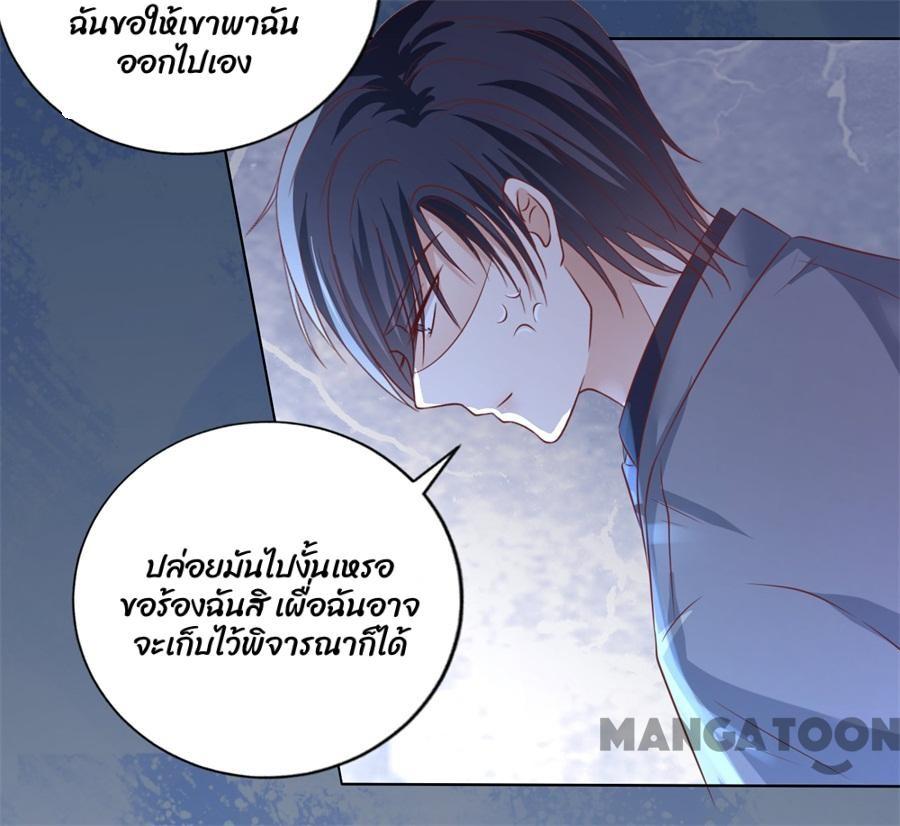 ฉันขอให้เขาพาฉัน
ออกไปเอง
ปล่อยมันไปงั้นเหรอ
ขอร้องฉันสิ เผื่อฉันอาจ
จะเก็บไว้พิจารณาก็ได้
MANGATOON